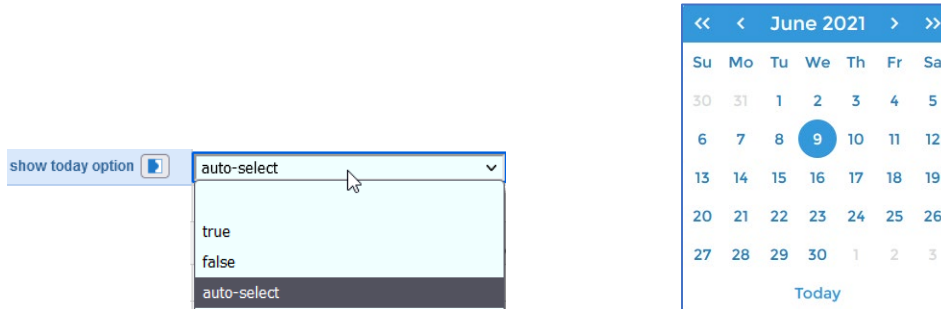 show today option
auto-select
true
false
auto-select
« ‹ June 2021 › »
Su Mo Tu We Th Fr Sa
30 31 1 2 3 4 5
6 7 8 9 10 11 12
13 14 15 16 17 18 19
20 21 22 23 24 25 26
27 28 29 30 1 2 3
Today